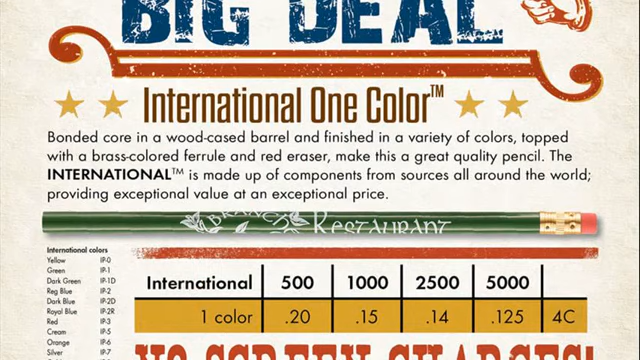 BIG DEAL
International One Color™
Bonded core in a wood-cased barrel and finished in a variety of colors, topped
with a brass-colored ferrule and red eraser, make this a great quality pencil. The
INTERNATIONAL™ is made up of components from sources all around the world;
providing exceptional value at an exceptional price.
BRANCH RESTAURANT
International colors
Yellow IP-0
Green IP-1
Dark Green IP-1D
Reg Blue IP-2
Dark Blue IP-2D
Royal Blue IP-2R
Red IP-3
Cream IP-5
Orange IP-6
Silver IP-7
International 500 1000 2500 5000
1 color .20 .15 .14 .125 4C
NO SCREEN CHARGES!